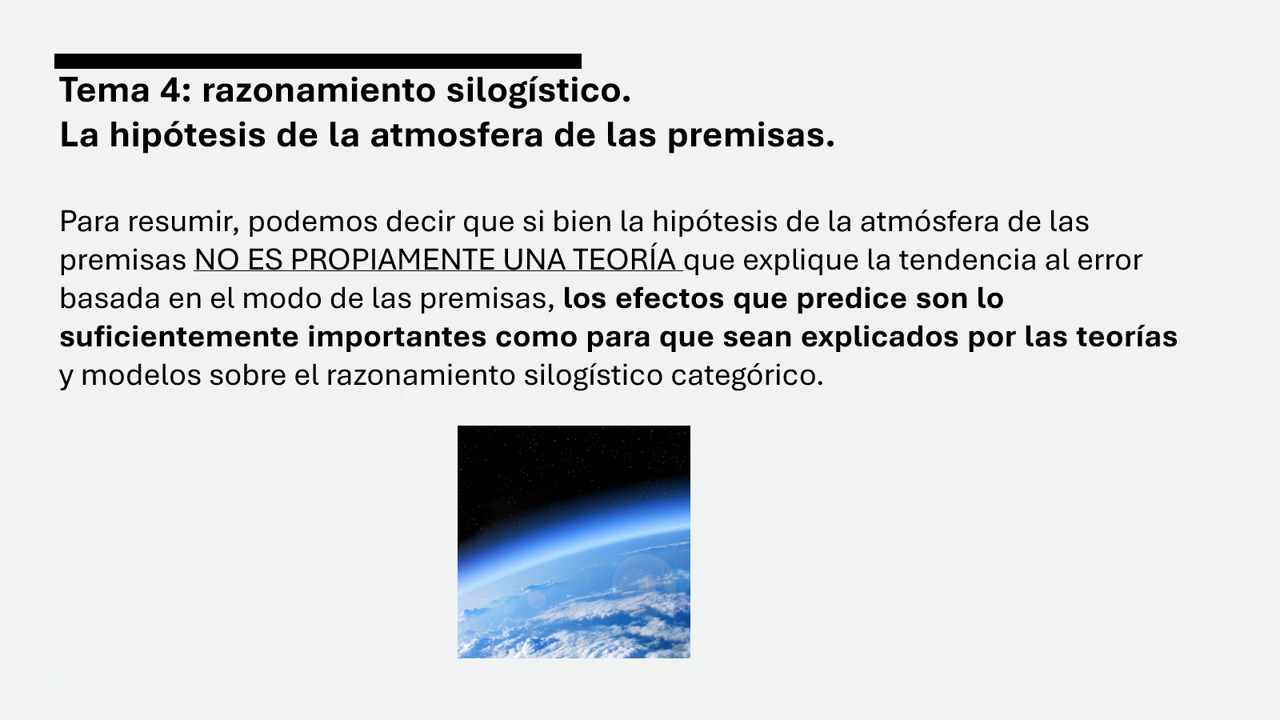 Tema 4: razonamiento silogístico.
La hipótesis de la atmosfera de las premisas.
Para resumir, podemos decir que si bien la hipótesis de la atmósfera de las
premisas NO ES PROPIAMENTE UNA TEORÍA que explique la tendencia al error
basada en el modo de las premisas, los efectos que predice son lo
suficientemente importantes como para que sean explicados por las teorías
y modelos sobre el razonamiento silogístico categórico.